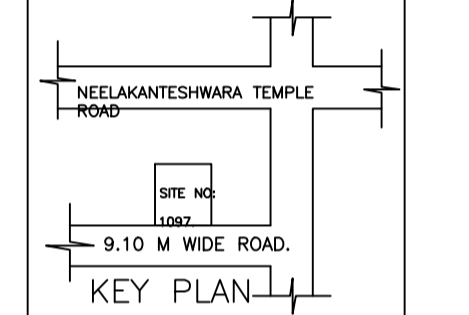 NEELAKANTESHWARA TEMPLE
ROAD
SITE NO:
1097
9.10 M WIDE ROAD.
KEY PLAN